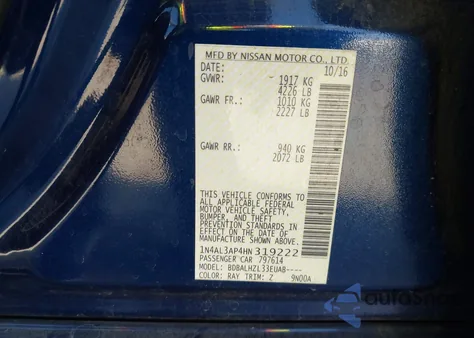 MFD BY NISSAN MOTOR CO., LTD.
DATE: 10/16
GVWR: 1917 KG
4226 LB
GAWR FR.: 1010 KG
2227 LB
GAWR RR.: 940 KG
2072 LB
THIS VEHICLE CONFORMS TO
ALL APPLICABLE FEDERAL
MOTOR VEHICLE SAFETY,
BUMPER, AND THEFT
PREVENTION STANDARDS IN
EFFECT ON THE DATE OF
MANUFACTURE SHOWN ABOVE.
1N4AL3AP4HN319222
PASSENGER CAR 797614
MODEL: BDBALHZL33EUAB----
COLOR: RAY TRIM: Z 9N00A